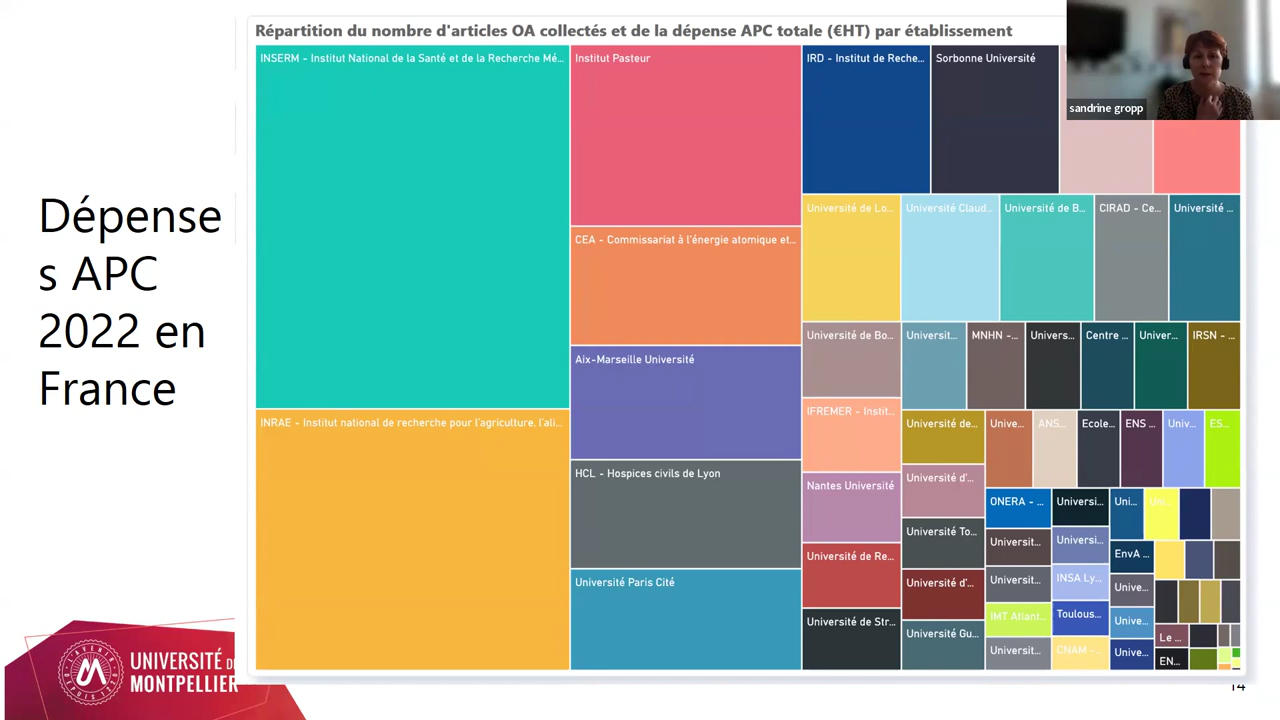 Répartition du nombre d'articles OA collectés et de la dépense APC totale (€HT) par établissement
sandrine gropp
Dépense
s APC
2022 en
France
INSERM - Institut National de la Santé et de la Recherche Mé...
Institut Pasteur
IRD - Institut de Reche...
Sorbonne Université
CEA - Commissariat à l'énergie atomique et...
Université de Lo...
Université Claud...
Université de B...
CIRAD - Ce...
Université ...
Aix-Marseille Université
Université de Bo...
Universit...
MNHN -...
Univers...
Centre ...
Univer...
IRSN - ...
INRAE - Institut national de recherche pour l'agriculture, l'ali...
IFREMER - Instit...
Université de...
Unive...
ANS...
Ecole...
ENS ...
Univ...
ES...
HCL - Hospices civils de Lyon
Nantes Université
Université d'...
ONERA - ...
Universi...
Uni...
Uni...
Université de Re...
Université To...
Universit...
Universi...
EnvA ...
Université Paris Cité
Université d'...
Universit...
INSA Ly...
Unive...
Université de Str...
Université Gu...
IMT Atlant...
Toulous...
Unive...
Le ...
Universit...
CNAM -...
Unive...
EN...
UNIVERSITÉ DE
MONTPELLIER
14